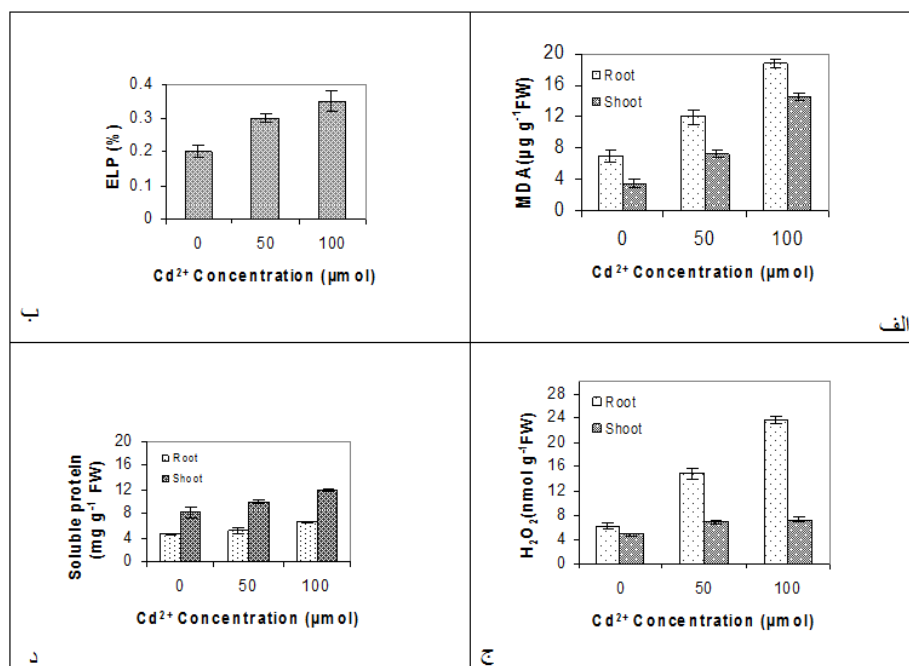 MDA(µg g⁻¹FW)
20
16
12
8
4
0
Root
Shoot
0 50 100
Cd²⁺ Concentration (µmol)
الف
ELP (%)
0.4
0.3
0.2
0.1
0
0 50 100
Cd²⁺ Concentration (µmol)
ب
H₂O₂(nmol g⁻¹FW)
28
24
20
16
12
8
4
0
Root
Shoot
0 50 100
Cd²⁺ Concentration (µmol)
ج
Soluble protein
(mg g⁻¹ FW)
20
16
12
8
4
0
Root
Shoot
0 50 100
Cd²⁺ Concentration (µmol)
د